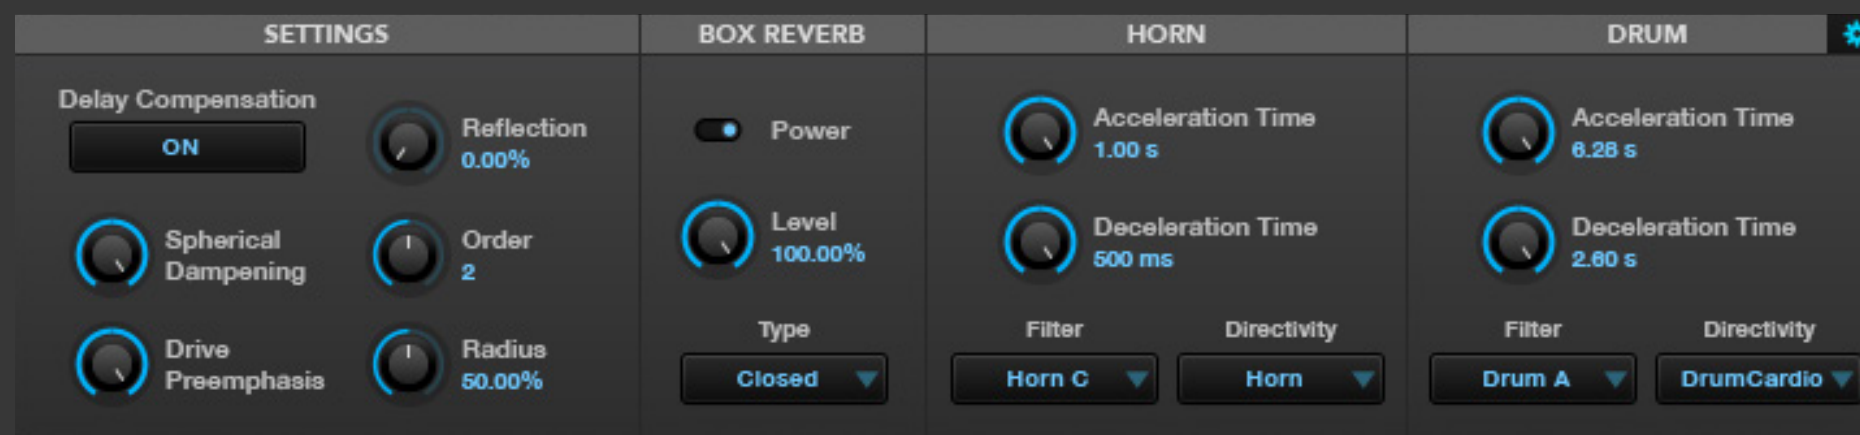 SETTINGS
Delay Compensation
ON
Reflection
0.00%
Spherical
Dampening
Order
2
Drive
Preemphasis
Radius
50.00%
BOX REVERB
Power
Level
100.00%
Type
Closed
HORN
Acceleration Time
1.00 s
Deceleration Time
500 ms
Filter
Directivity
Horn C
Horn
DRUM
Acceleration Time
6.28 s
Deceleration Time
2.60 s
Filter
Directivity
Drum A
DrumCardio